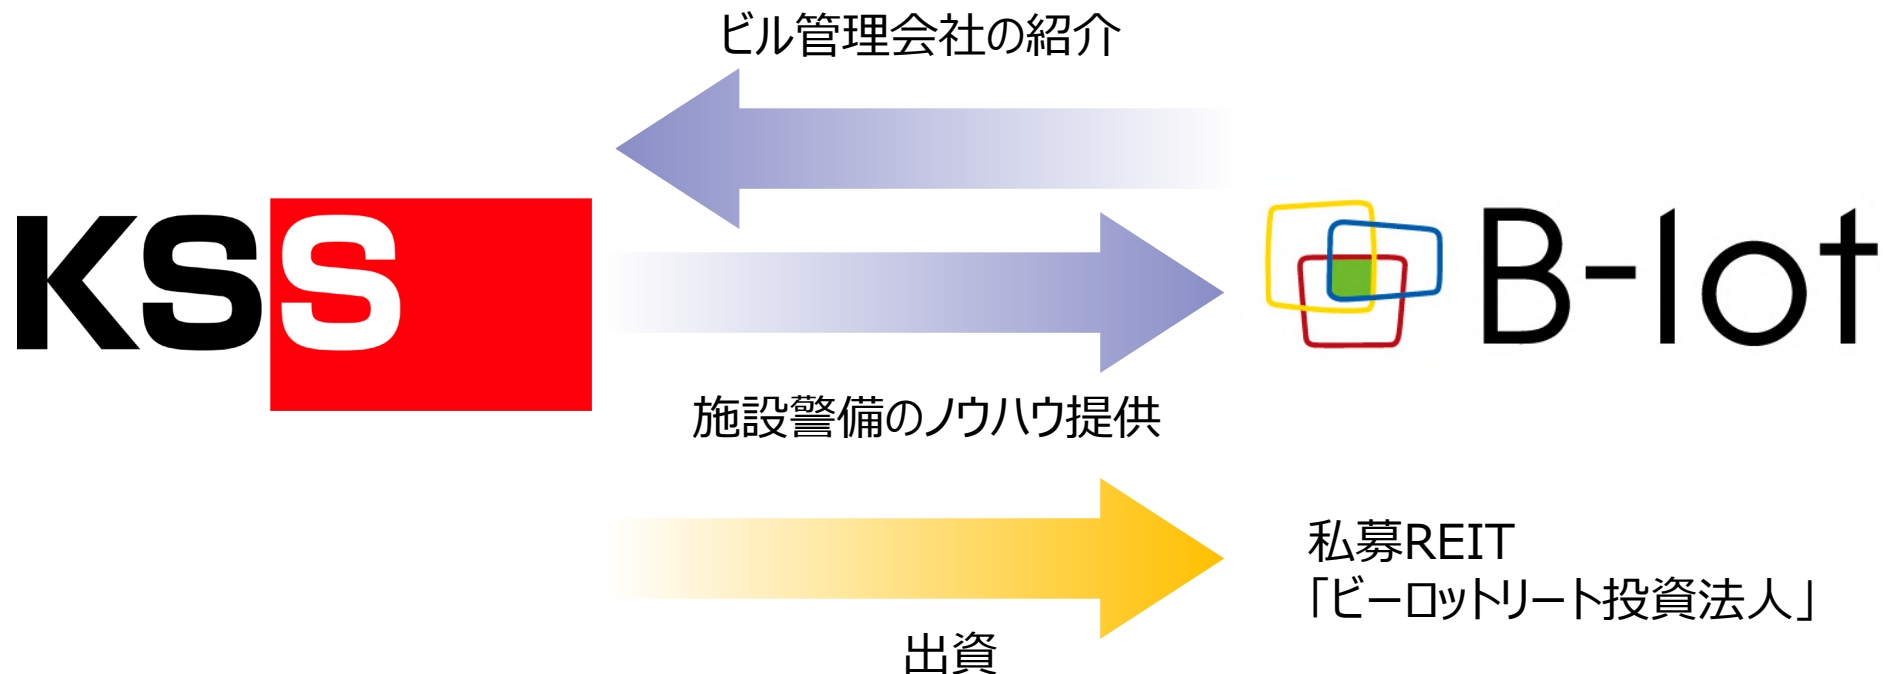 ビル管理会社の紹介
KSS
B-lot
施設警備のノウハウ提供
私募REIT
「ビーロットリート投資法人」
出資